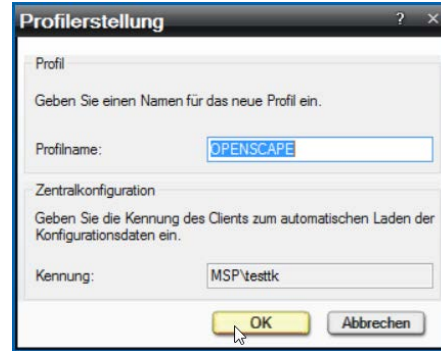 Profilerstellung ? ×
Profil
Geben Sie einen Namen für das neue Profil ein.
Profilname: OPENSCAPE
Zentralkonfiguration
Geben Sie die Kennung des Clients zum automatischen Laden der
Konfigurationsdaten ein.
Kennung: MSP\testtk
OK Abbrechen